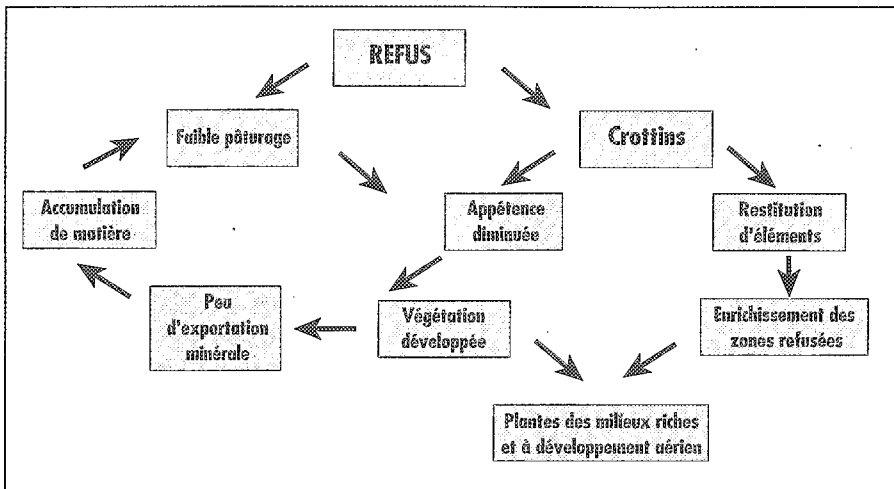 REFUS
Faible pâturage
Crottins
Accumulation
de matière
Appétence
diminuée
Restitution
d'éléments
Peu
d'exportation
minérale
Végétation
développée
Enrichissement des
zones refusées
Plantes des milieux riches
et à développement aérien